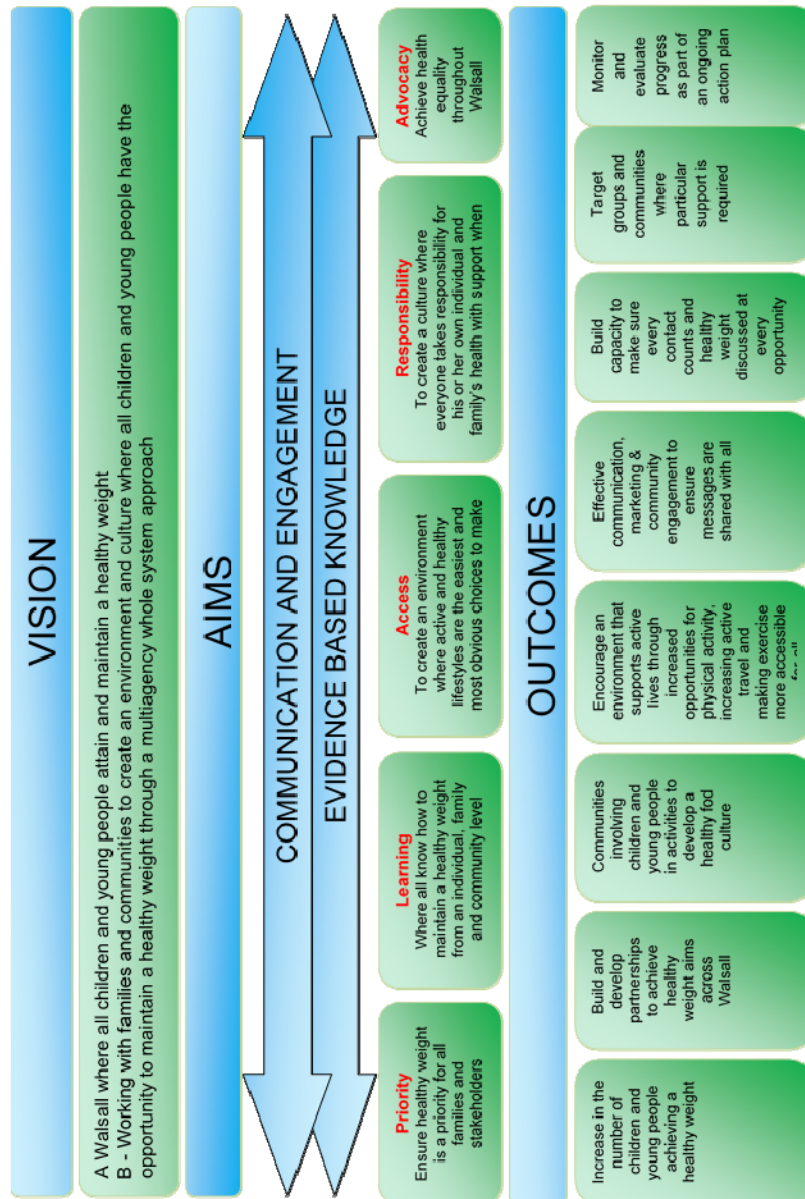 VISION
A Walsall where all children and young people attain and maintain a healthy weight
B - Working with families and communities to create an environment and culture where all children and young people have the
opportunity to maintain a healthy weight through a multiagency whole system approach
AIMS
COMMUNICATION AND ENGAGEMENT
EVIDENCE BASED KNOWLEDGE
Priority
Ensure healthy weight
is a priority for all
families and
stakeholders
Learning
Where all know how to
maintain a healthy weight
from an individual, family
and community level
Access
To create an environment
where active and healthy
lifestyles are the easiest and
most obvious choices to make
Responsibility
To create a culture where
everyone takes responsibility for
his or her own individual and
family's health with support when
Advocacy
Achieve health
equality
throughout
Walsall
OUTCOMES
Increase in the
number of
children and
young people
achieving a
healthy weight
Build and
develop
partnerships
to achieve
healthy
weight aims
across
Walsall
Communities
involving
children and
young people
in activities to
develop a
healthy fod
culture
Encourage an
environment that
supports active
lives through
increased
opportunities for
physical activity,
increasing active
travel and
making exercise
more accessible
for all
Effective
communication,
marketing &
community
engagement to
ensure
messages are
shared with all
Build
capacity to
make sure
every
contact
counts and
healthy
weight
discussed at
every
opportunity
Target
groups and
communities
where
particular
support is
required
Monitor
and
evaluate
progress
as part of
an ongoing
action plan